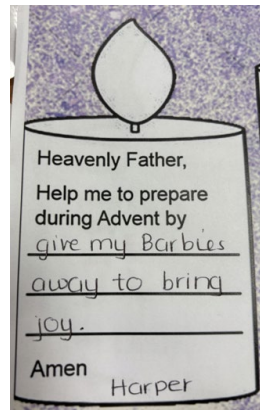 Heavenly Father,
Help me to prepare
during Advent by
give my Barbies
away to bring
joy.
Amen
Harper